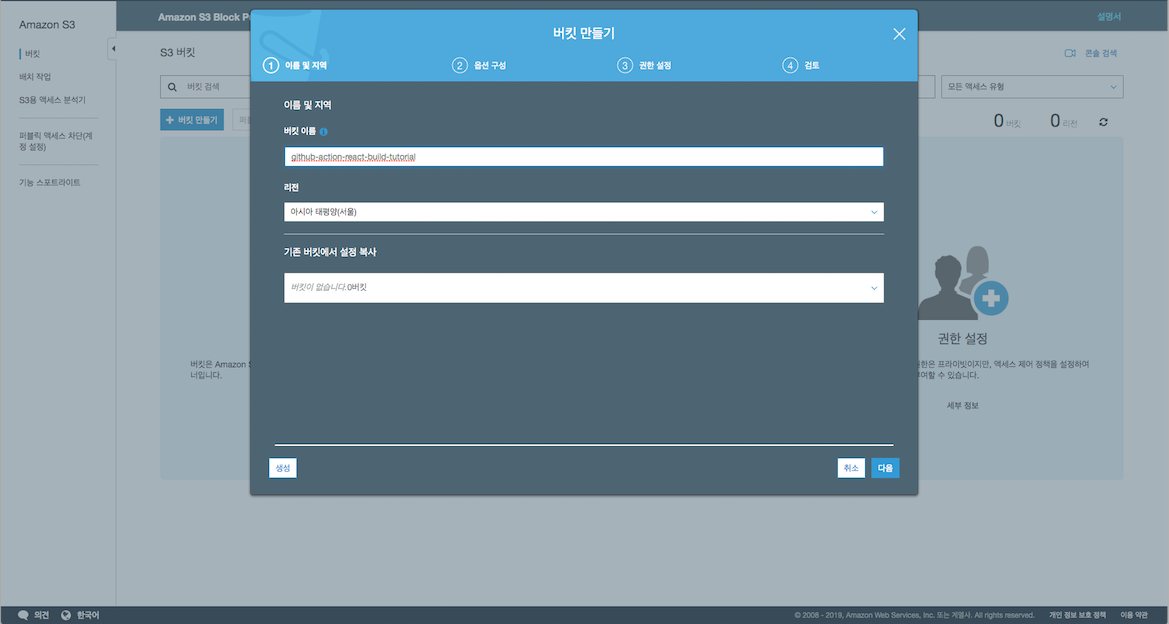 Amazon S3
버킷
배치 작업
S3용 액세스 분석기
퍼블릭 액세스 차단(계
정 설정)
기능 스포트라이트
Amazon S3 Block
설명서
S3 버킷
콘솔 검색
버킷 검색
모든 액세스 유형
버킷 만들기
0 버킷
0 리전
버킷은 Amazon
너입니다.
권한 설정
한은 프라이빗이지만, 액세스 제어 정책을 설정하여
여할 수 있습니다.
세부 정보
버킷 만들기
1 이름 및 지역
2 옵션 구성
3 권한 설정
4 검토
이름 및 지역
버킷 이름
github-action-react-build-tutorial
리전
아시아 태평양(서울)
기존 버킷에서 설정 복사
버킷이 없습니다.0버킷
생성
취소
다음
의견
한국어
© 2008 - 2019, Amazon Web Services, Inc. 또는 계열사. All rights reserved.
개인 정보 보호 정책
이용 약관